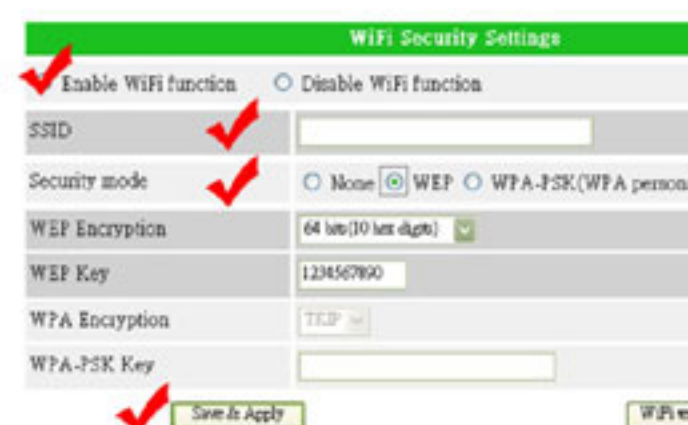 WiFi Security Settings
Enable WiFi function Disable WiFi function
SSID
Security mode None WEP WPA-PSK(WPA person
WEP Encryption 64 bits(10 hex digits)
WEP Key 1234567890
WPA Encryption TKIP
WPA-PSK Key
Save & Apply WiFi